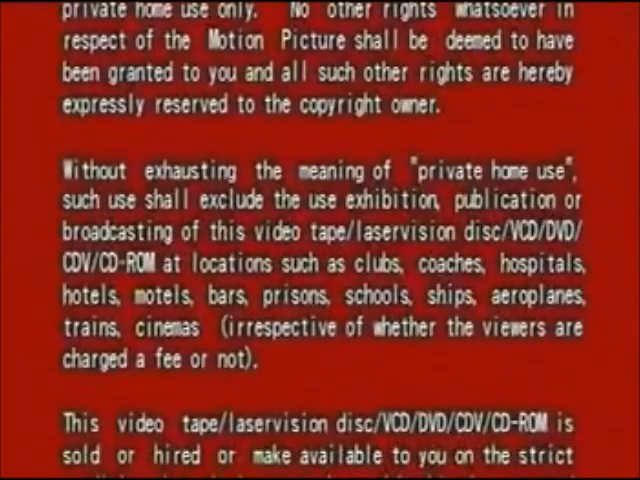 private home use only. No other rights whatsoever in
respect of the Motion Picture shall be deemed to have
been granted to you and all such other rights are hereby
expressly reserved to the copyright owner.
Without exhausting the meaning of "private home use",
such use shall exclude the use exhibition, publication or
broadcasting of this video tape/laservision disc/VCD/DVD/
CDV/CD-ROM at locations such as clubs, coaches, hospitals,
hotels, motels, bars, prisons, schools, ships, aeroplanes,
trains, cinemas (irrespective of whether the viewers are
charged a fee or not).
This video tape/laservision disc/VCD/DVD/CDV/CD-ROM is
sold or hired or make available to you on the strict